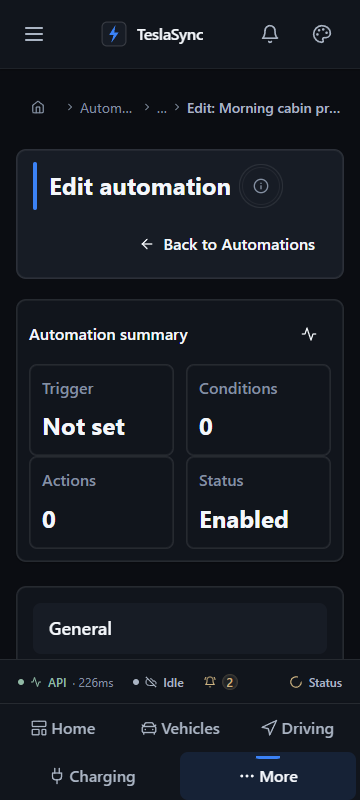 TeslaSync
Autom... ... Edit: Morning cabin pr...
Edit automation
Back to Automations
Automation summary
Trigger
Not set
Conditions
0
Actions
0
Status
Enabled
General
API · 226ms Idle 2 Status
Home Vehicles Driving
Charging More